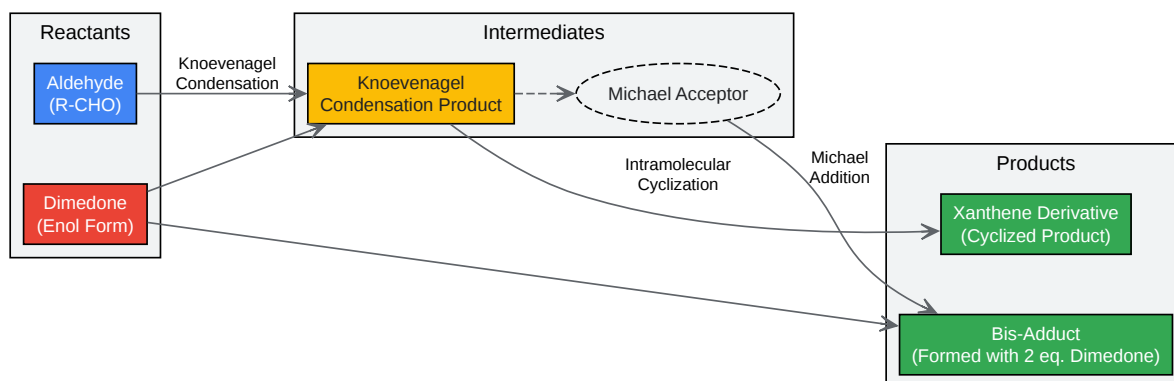 Reactants
Aldehyde
(R-CHO)
Dimedone
(Enol Form)
Knoevenagel
Condensation
Intermediates
Knoevenagel
Condensation Product
Michael Acceptor
Intramolecular
Cyclization
Michael
Addition
Products
Xanthene Derivative
(Cyclized Product)
Bis-Adduct
(Formed with 2 eq. Dimedone)